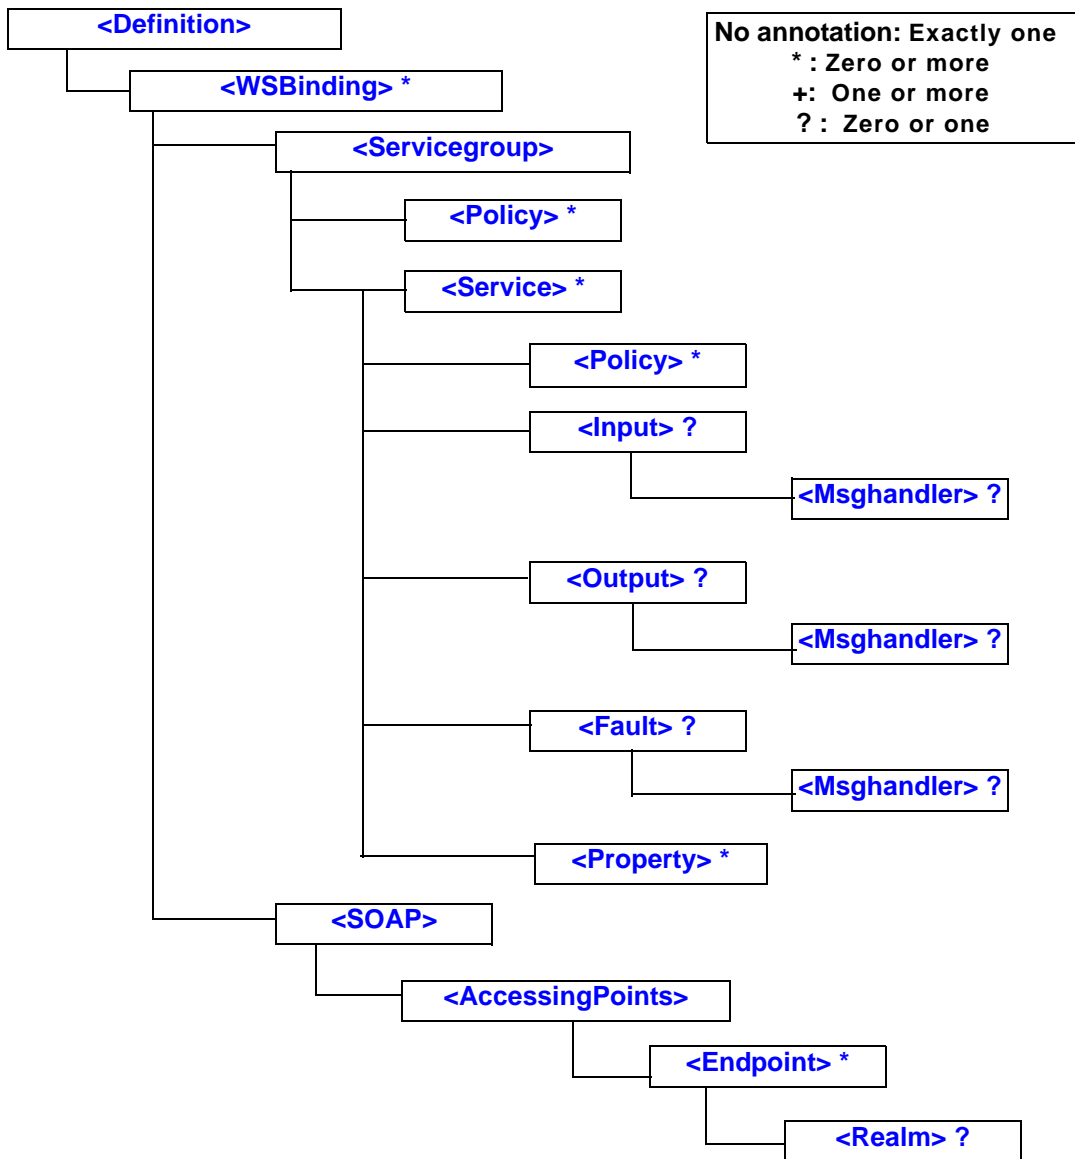 <Definition>
No annotation: Exactly one
* : Zero or more
+: One or more
? : Zero or one
<WSBinding> *
<Servicegroup>
<Policy> *
<Service> *
<Policy> *
<Input> ?
<Msghandler> ?
<Output> ?
<Msghandler> ?
<Fault> ?
<Msghandler> ?
<Property> *
<SOAP>
<AccessingPoints>
<Endpoint> *
<Realm> ?